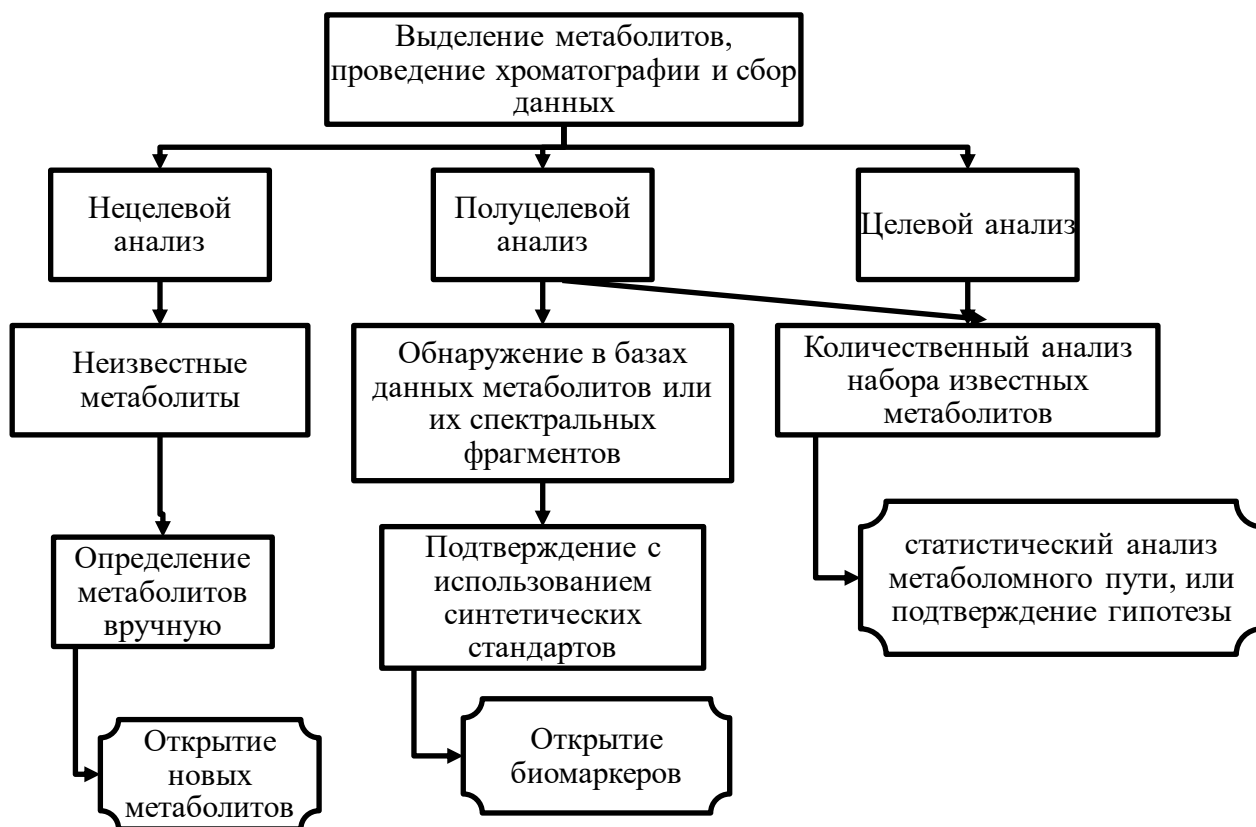 Выделение метаболитов,
проведение хроматографии и сбор
данных
Нецелевой
анализ
Полуцелевой
анализ
Целевой анализ
Неизвестные
метаболиты
Обнаружение в базах
данных метаболитов или
их спектральных
фрагментов
Количественный анализ
набора известных
метаболитов
Определение
метаболитов
вручную
Подтверждение с
использованием
синтетических
стандартов
статистический анализ
метаболомного пути, или
подтверждение гипотезы
Открытие
новых
метаболитов
Открытие
биомаркеров